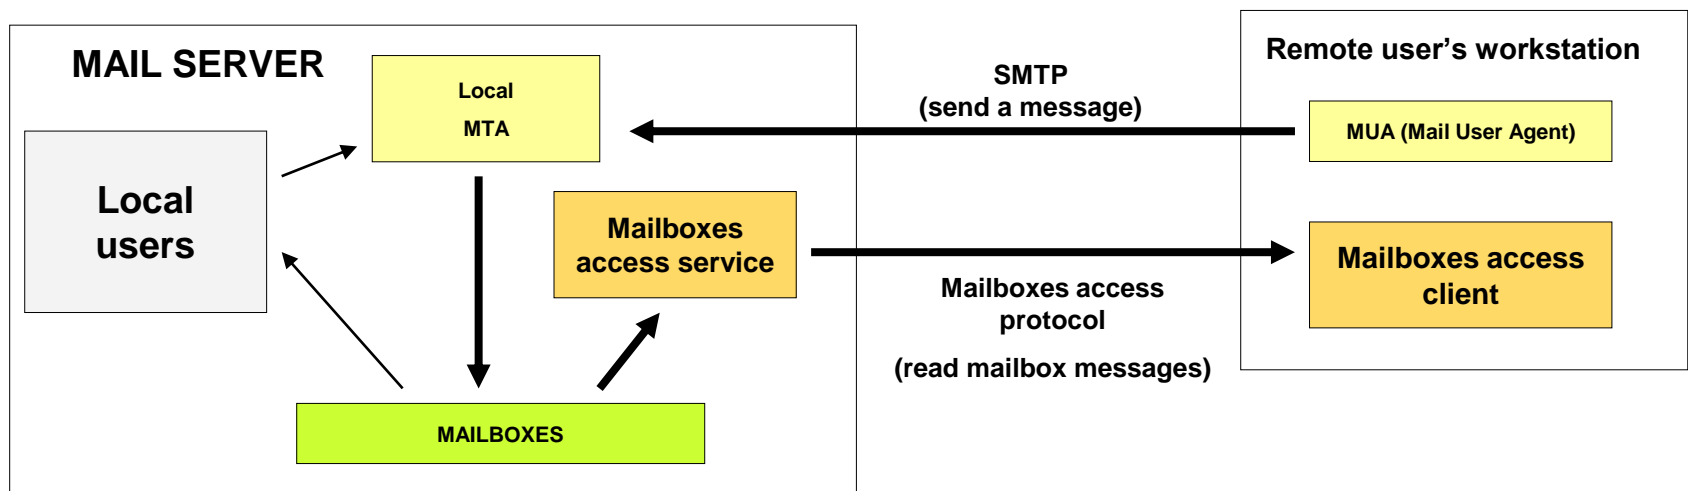 MAIL SERVER
Local
MTA
Local
users
Mailboxes
access service
MAILBOXES
SMTP
(send a message)
Mailboxes access
protocol
(read mailbox messages)
Remote user’s workstation
MUA (Mail User Agent)
Mailboxes access
client